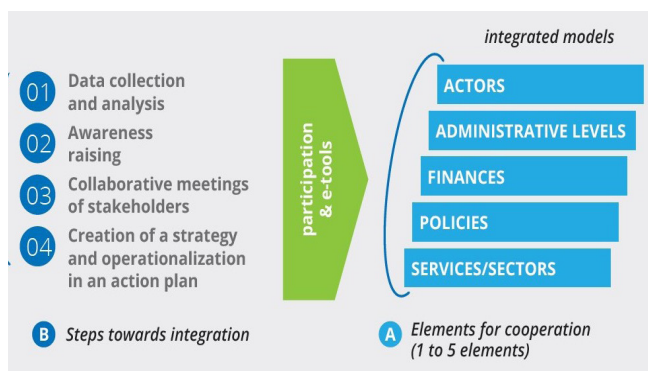 integrated models
01
Data collection
and analysis
02
Awareness
raising
03
Collaborative meetings
of stakeholders
04
Creation of a strategy
and operationalization
in an action plan
participation
& e-tools
ACTORS
ADMINISTRATIVE LEVELS
FINANCES
POLICIES
SERVICES/SECTORS
B Steps towards integration
A Elements for cooperation
(1 to 5 elements)